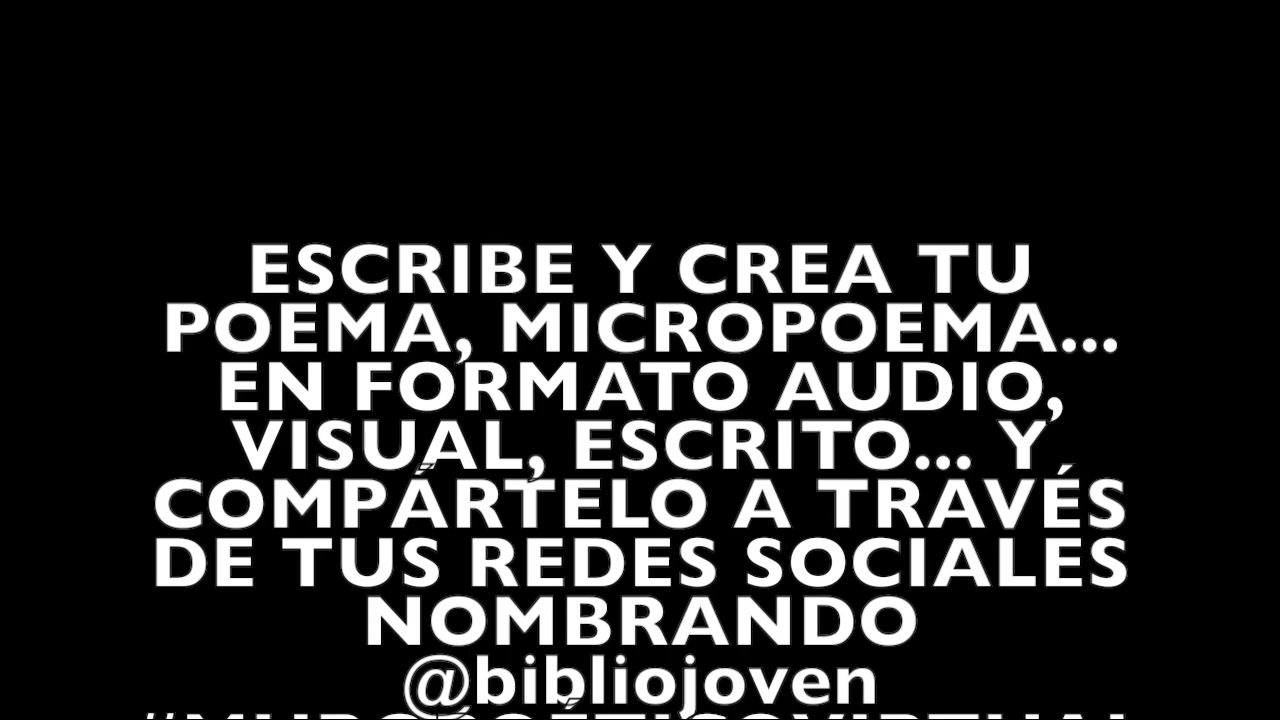 ESCRIBE Y CREA TU
POEMA, MICROPOEMA...
EN FORMATO AUDIO,
VISUAL, ESCRITO... Y
COMPÁRTELO A TRAVÉS
DE TUS REDES SOCIALES
NOMBRANDO
@bibliojoven